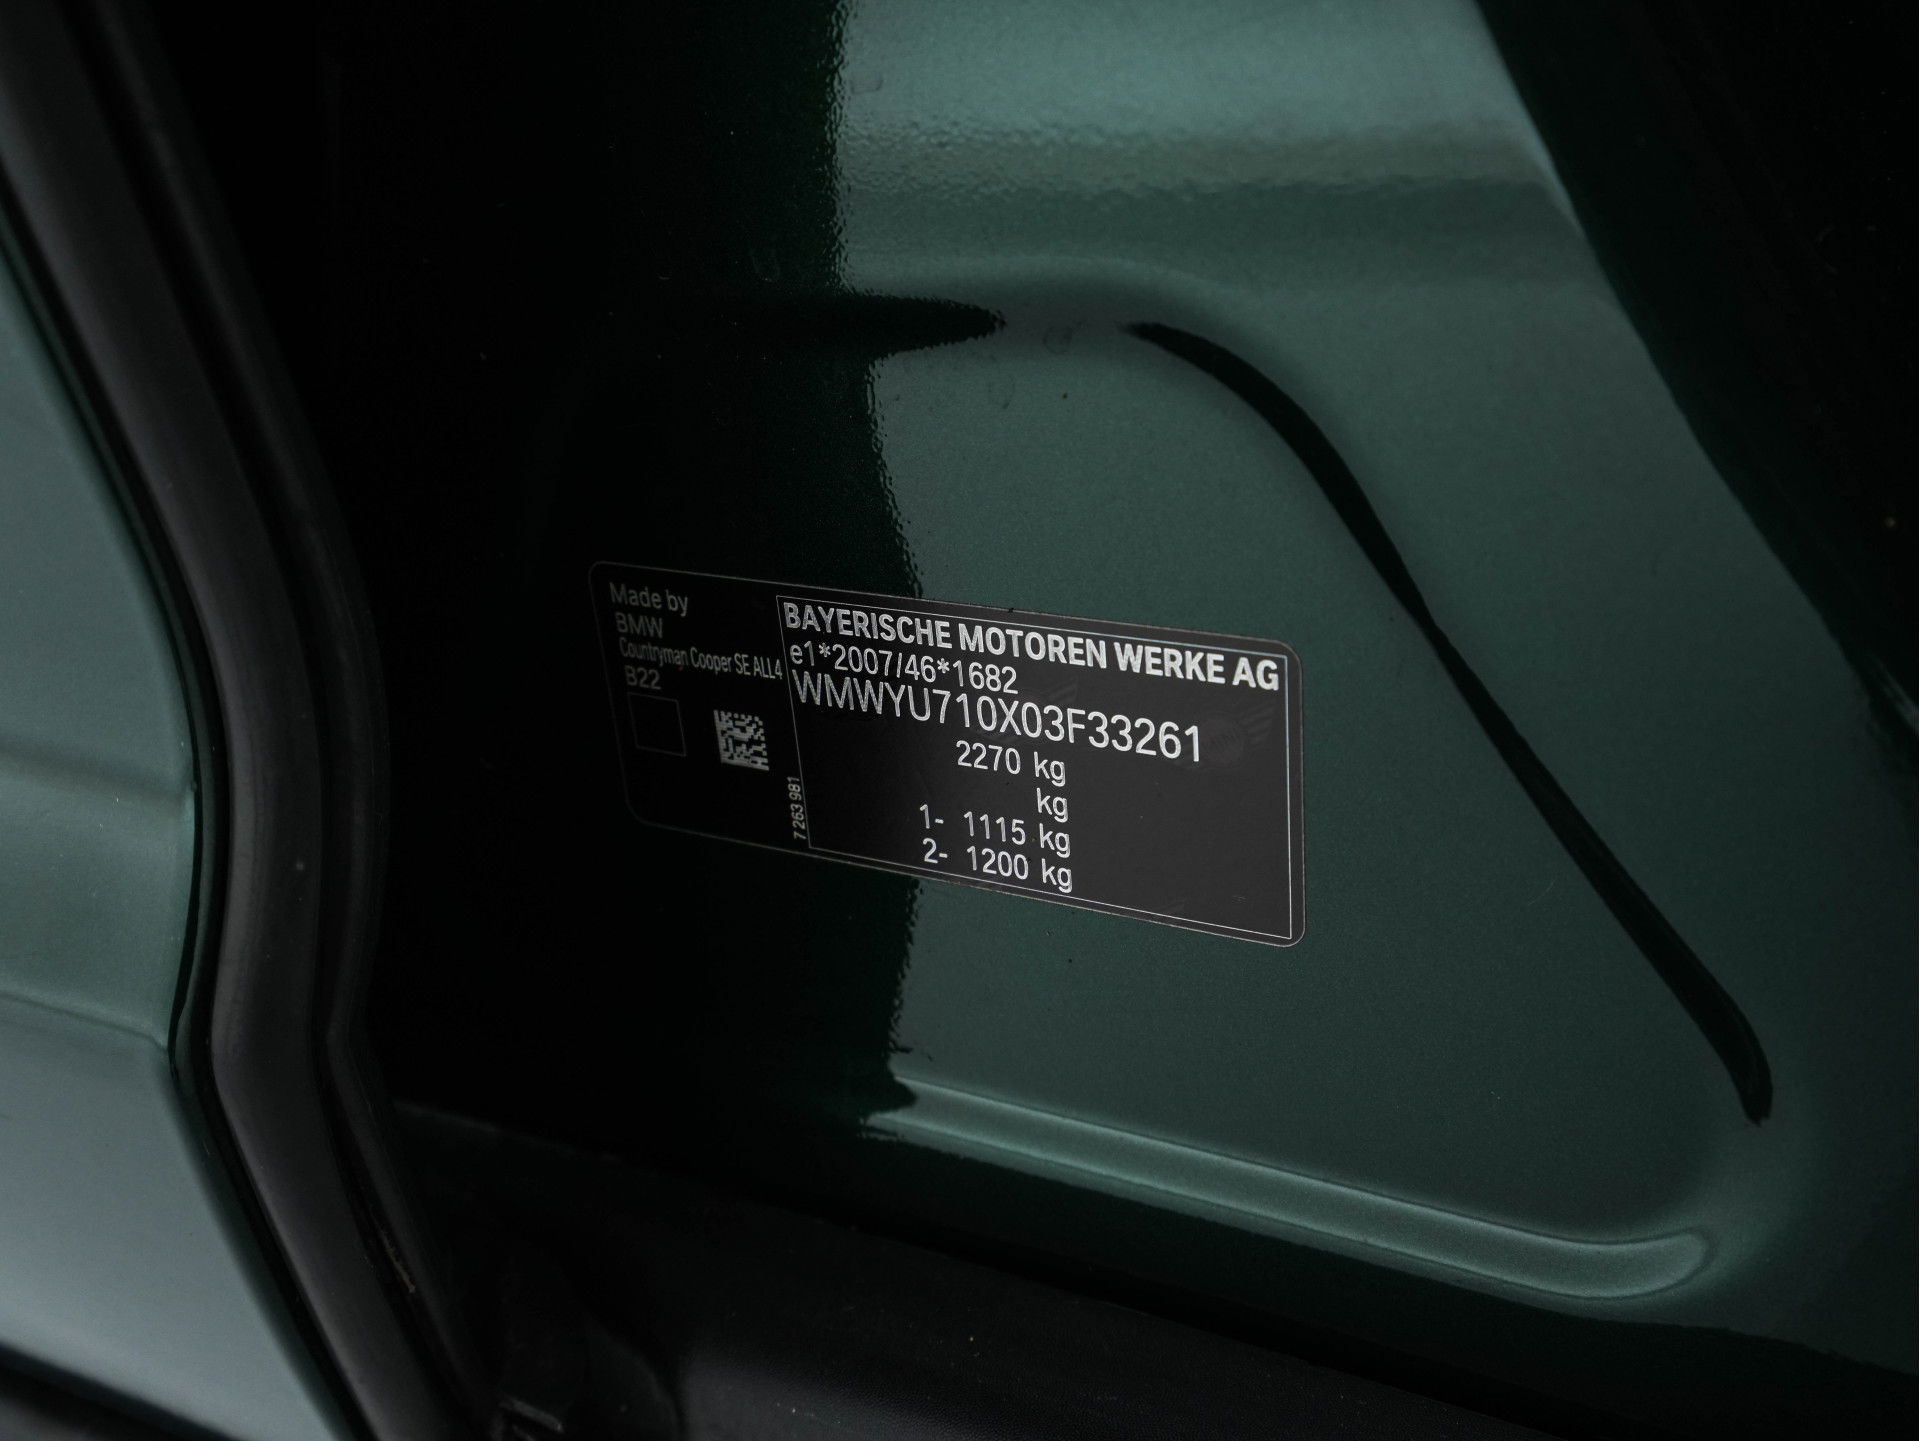 Made by
BMW
Countryman Cooper SE ALL4
B22
7 263 981
BAYERISCHE MOTOREN WERKE AG
e1*2007/46*1682
WMWYU710X03F33261
2270 kg
kg
1- 1115 kg
2- 1200 kg